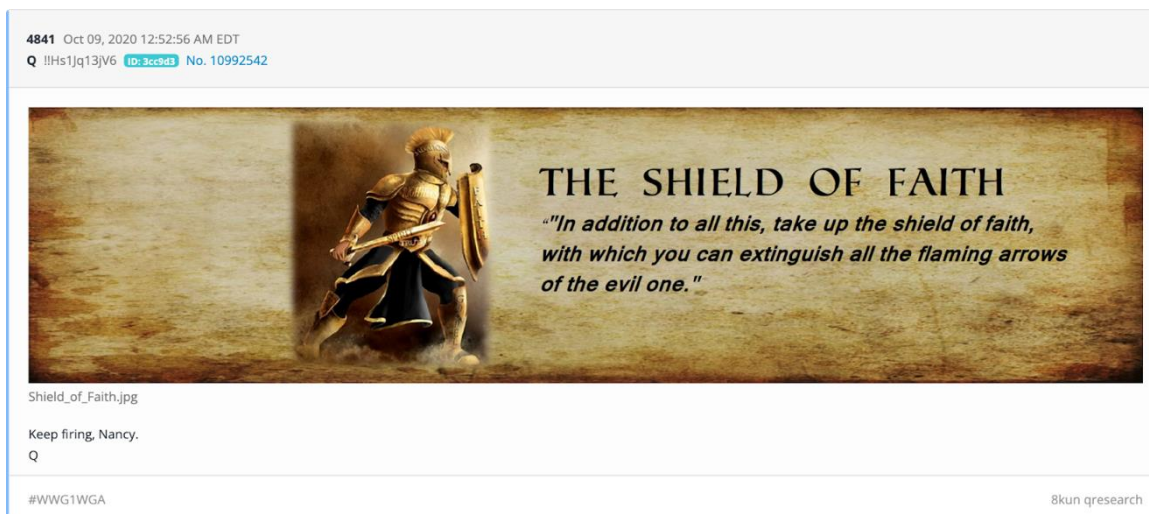 4841 Oct 09, 2020 12:52:56 AM EDT
Q !!Hs1Jq13jV6 ID: 3cc9d3 No. 10992542
THE SHIELD OF FAITH
“"In addition to all this, take up the shield of faith,
with which you can extinguish all the flaming arrows
of the evil one."
Shield_of_Faith.jpg
Keep firing, Nancy.
Q
#WWG1WGA 8kun qresearch